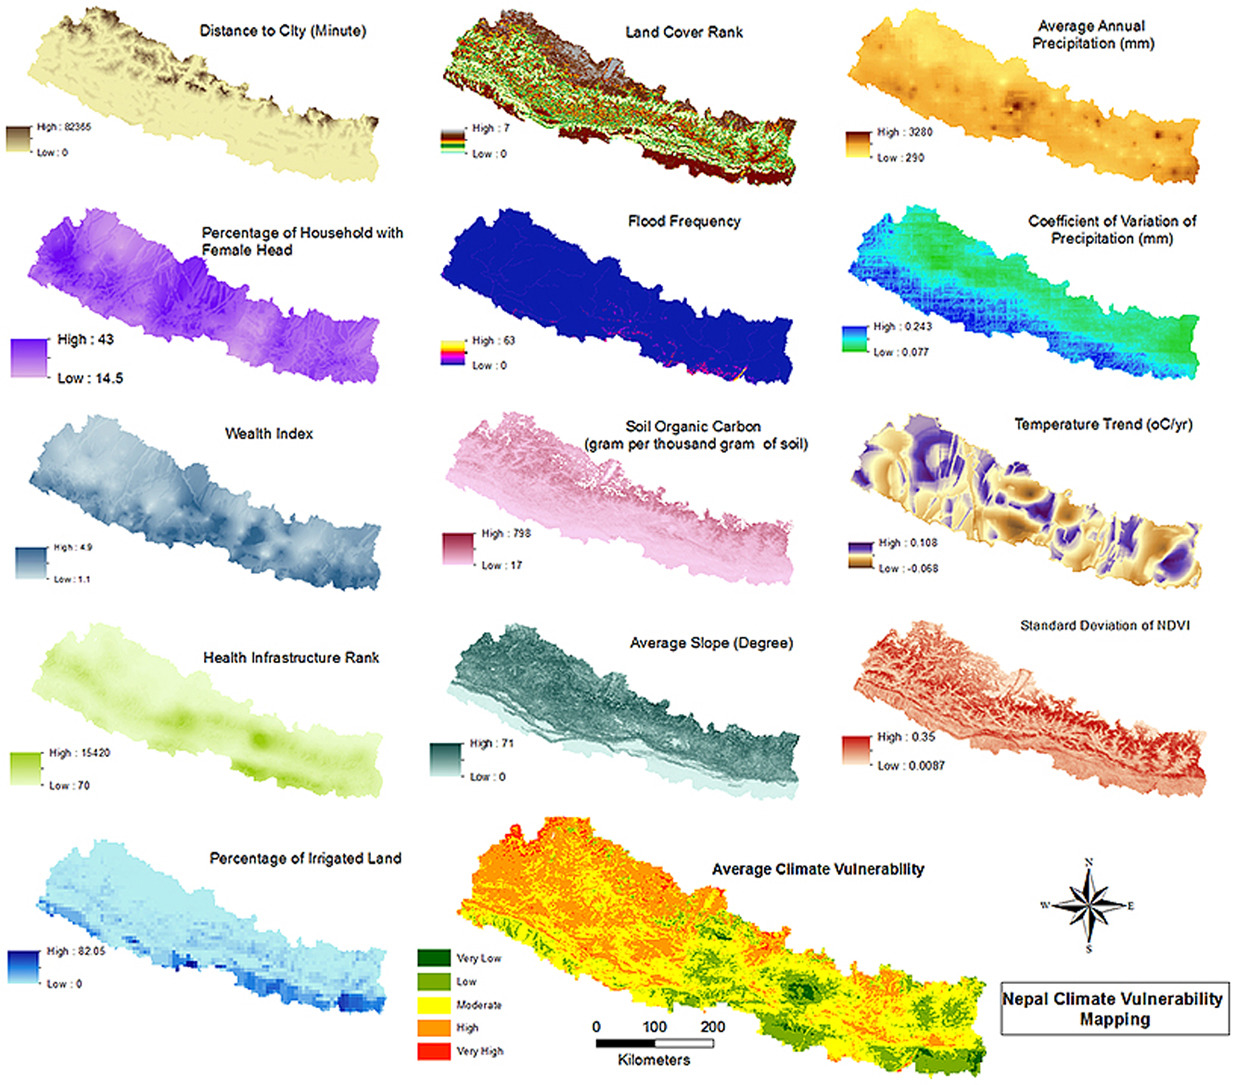 Distance to City (Minute)
High : 82365
Low : 0
Land Cover Rank
High : 7
Low : 0
Average Annual
Precipitation (mm)
High : 3280
Low : 290
Percentage of Household with
Female Head
High : 43
Low : 14.5
Flood Frequency
High : 63
Low : 0
Coefficient of Variation of
Precipitation (mm)
High : 0.243
Low : 0.077
Wealth Index
High : 4.9
Low : 1.1
Soil Organic Carbon
(gram per thousand gram of soil)
High : 798
Low : 17
Temperature Trend (oC/yr)
High : 0.108
Low : -0.068
Health Infrastructure Rank
High : 15420
Low : 70
Average Slope (Degree)
High : 71
Low : 0
Standard Deviation of NDVI
High : 0.35
Low : 0.0087
Percentage of Irrigated Land
High : 82.05
Low : 0
Average Climate Vulnerability
Very Low
Low
Moderate
High
Very High
0 100 200
Kilometers
N
W E
S
Nepal Climate Vulnerability
Mapping